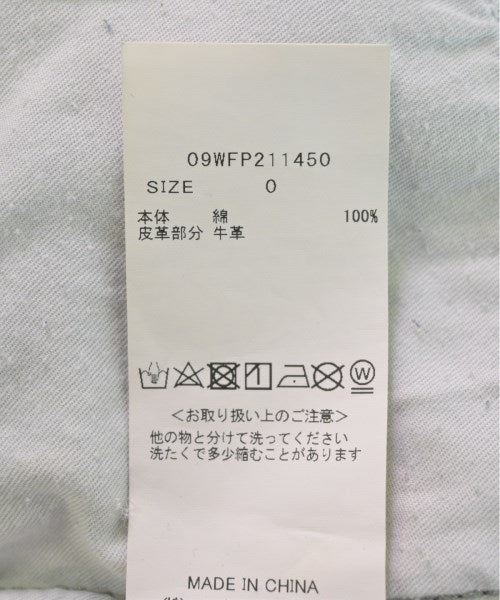 09WFP211450
SIZE 0
本体 綿 100%
皮革部分 牛革
W
<お取り扱い上のご注意>
他の物と分けて洗ってください
洗たくで多少縮むことがあります
MADE IN CHINA